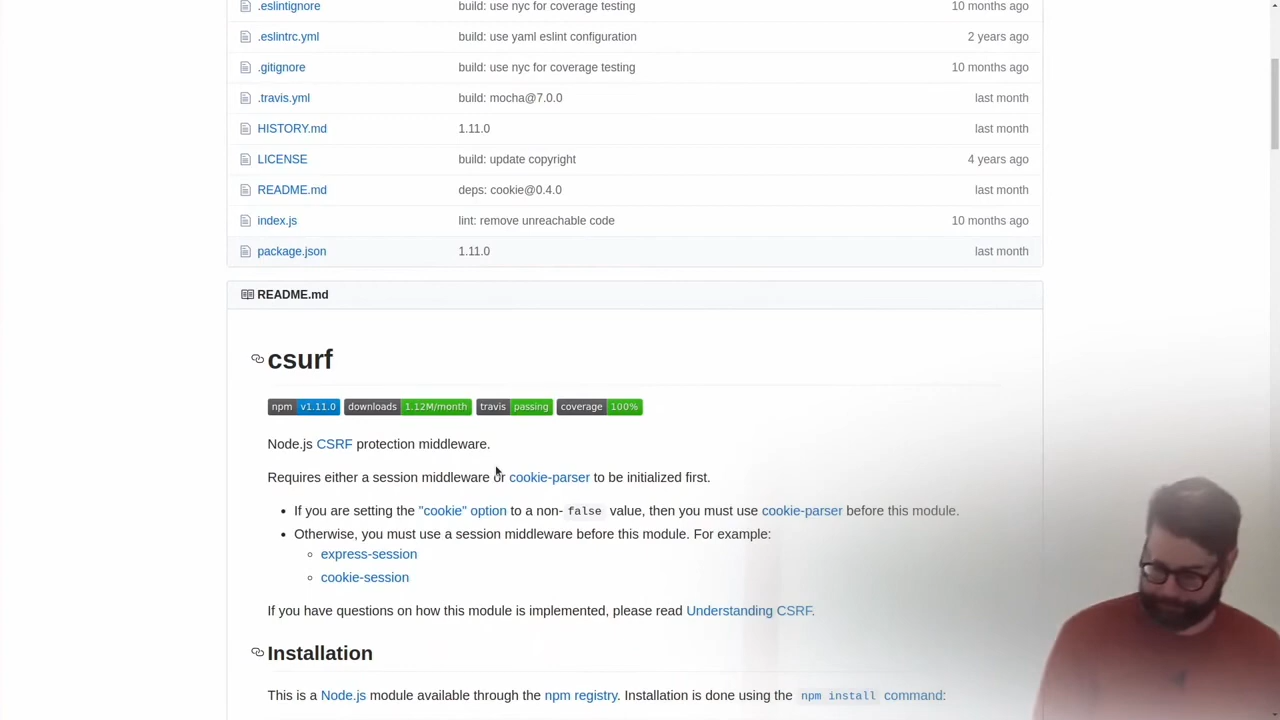 .eslintignore build: use nyc for coverage testing 10 months ago
.eslintrc.yml build: use yaml eslint configuration 2 years ago
.gitignore build: use nyc for coverage testing 10 months ago
.travis.yml build: mocha@7.0.0 last month
HISTORY.md 1.11.0 last month
LICENSE build: update copyright 4 years ago
README.md deps: cookie@0.4.0 last month
index.js lint: remove unreachable code 10 months ago
package.json 1.11.0 last month
README.md
csurf
npm v1.11.0 downloads 1.12M/month travis passing coverage 100%
Node.js CSRF protection middleware.
Requires either a session middleware or cookie-parser to be initialized first.
• If you are setting the "cookie" option to a non- false value, then you must use cookie-parser before this module.
• Otherwise, you must use a session middleware before this module. For example:
◦ express-session
◦ cookie-session
If you have questions on how this module is implemented, please read Understanding CSRF.
Installation
This is a Node.js module available through the npm registry. Installation is done using the npm install command: